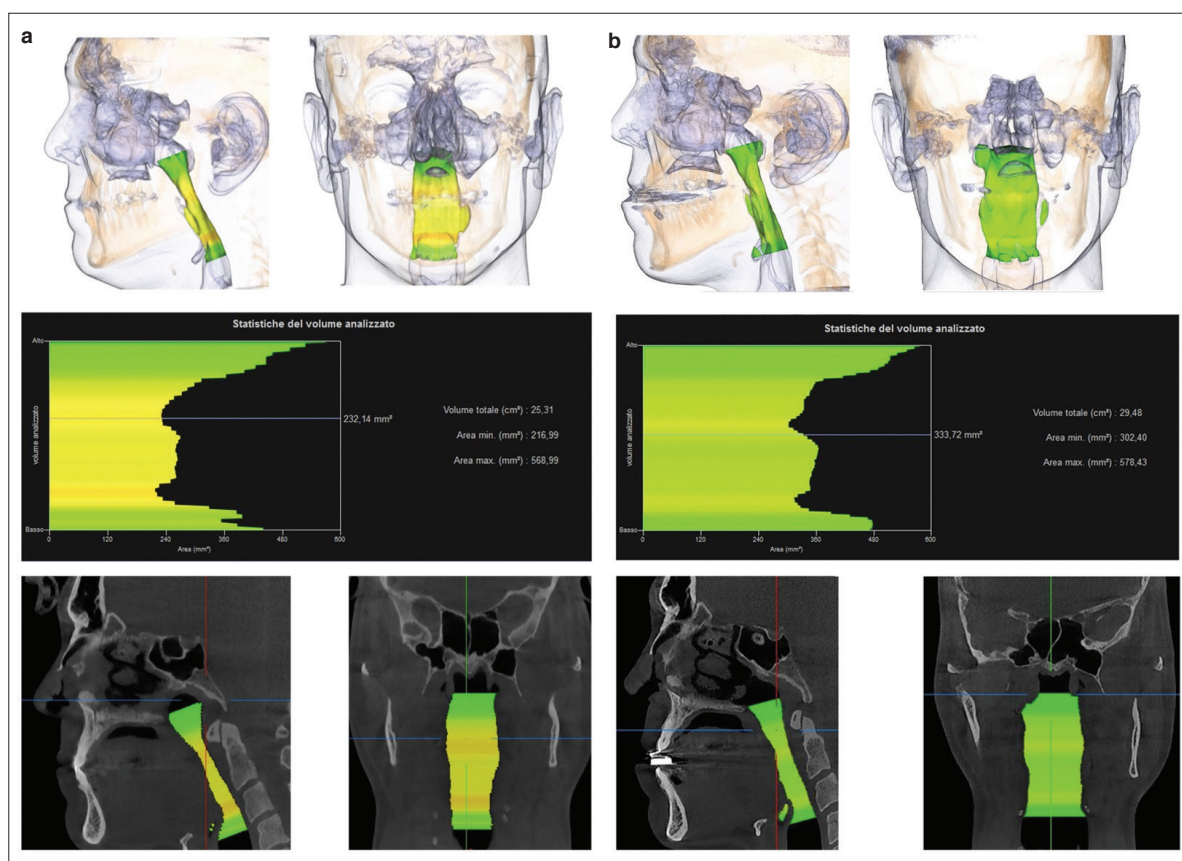 a
b
Statistiche del volume analizzato
Alto
volume analizzato
232,14 mm²
Volume totale (cm³) : 25,31
Area min. (mm²) : 216,99
Area max. (mm²) : 568,99
Basso
0
120
240
360
480
600
Area (mm²)
Statistiche del volume analizzato
Alto
volume analizzato
333,72 mm²
Volume totale (cm³) : 29,48
Area min. (mm²) : 302,40
Area max. (mm²) : 578,43
Basso
0
120
240
360
480
600
Area (mm²)